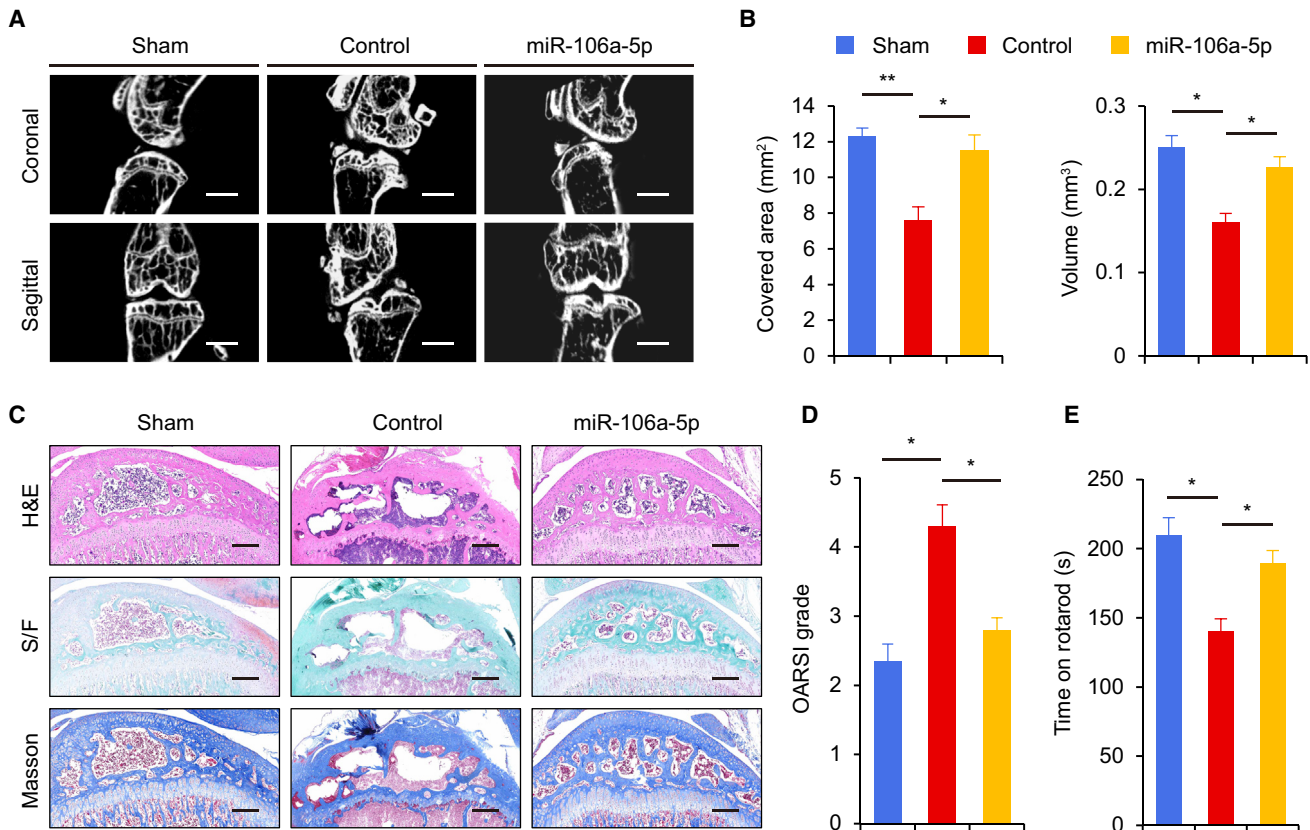 A
Sham Control miR-106a-5p
Coronal
Sagittal
B
Sham Control miR-106a-5p
** *
Covered area (mm²)
14
12
10
8
6
4
2
0
* *
Volume (mm³)
0.3
0.2
0.1
0
C
Sham Control miR-106a-5p
H&E
S/F
Masson
D
* *
OARSI grade
5
4
3
2
1
0
E
* *
Time on rotarod (s)
250
200
150
100
50
0